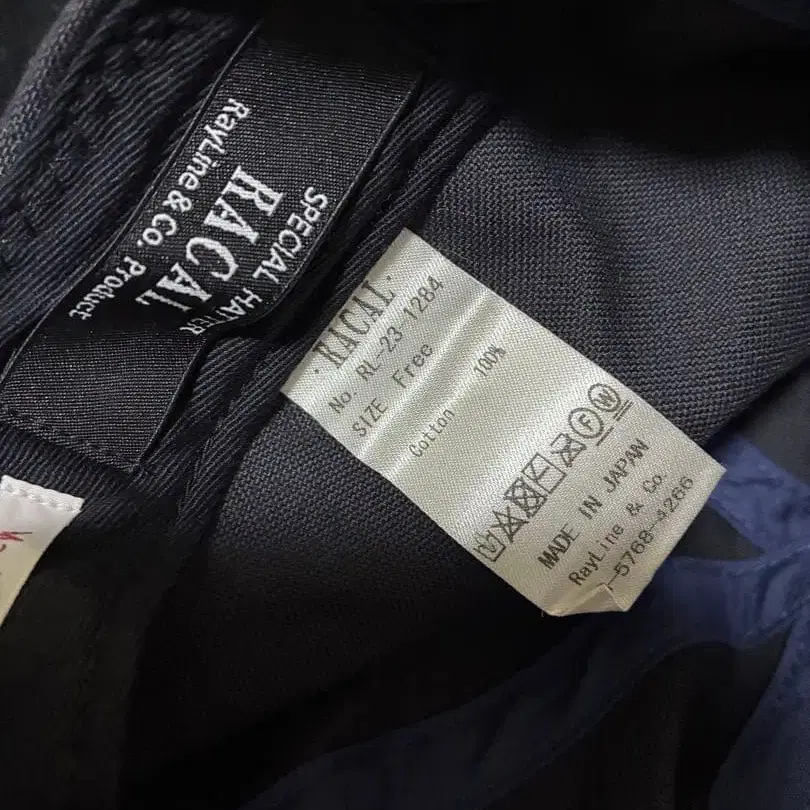 SPECIAL HATTER
RACAL
RayLine & Co. Product
·RACAL·
No. RL-23 1284
SIZE Free
Cotton 100%
F W
MADE IN JAPAN
RayLine & Co.
-5768-4266